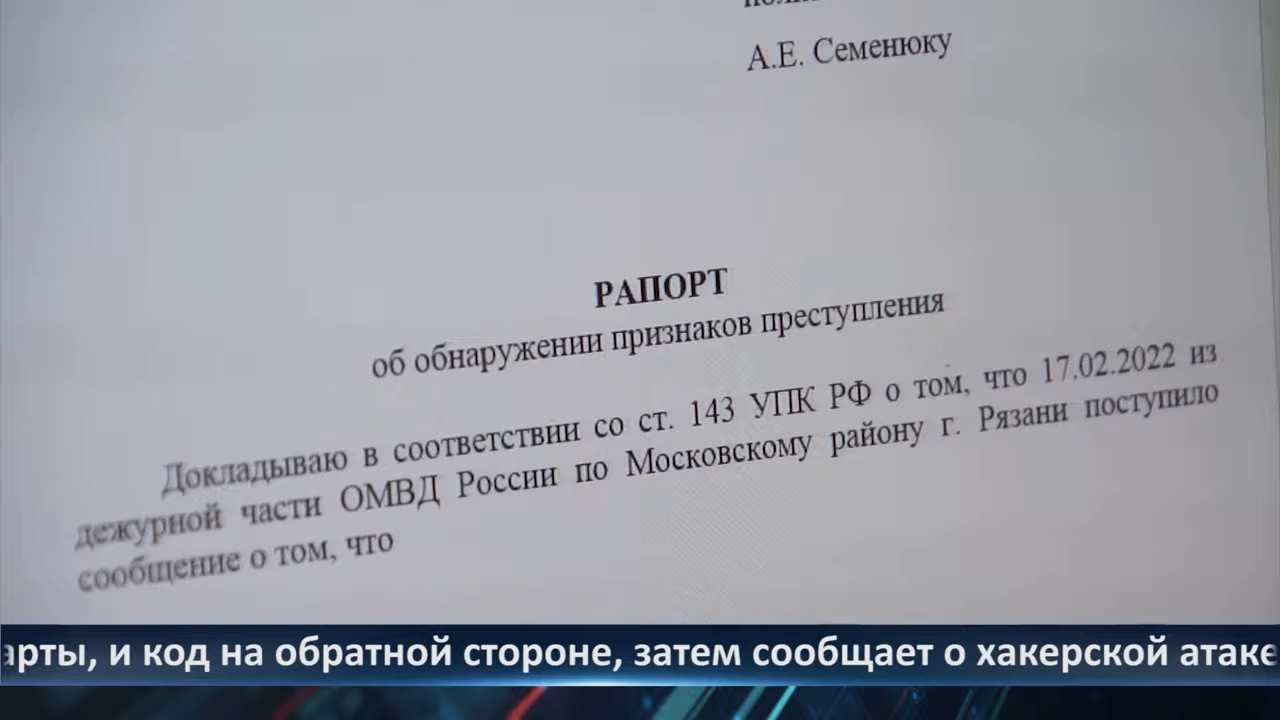 А.Е. Семенюку
РАПОРТ
об обнаружении признаков преступления
Докладываю в соответствии со ст. 143 УПК РФ о том, что 17.02.2022 из
дежурной части ОМВД России по Московскому району г. Рязани поступило
сообщение о том, что
и код на обратной стороне, затем сообщает о хакерской атаке